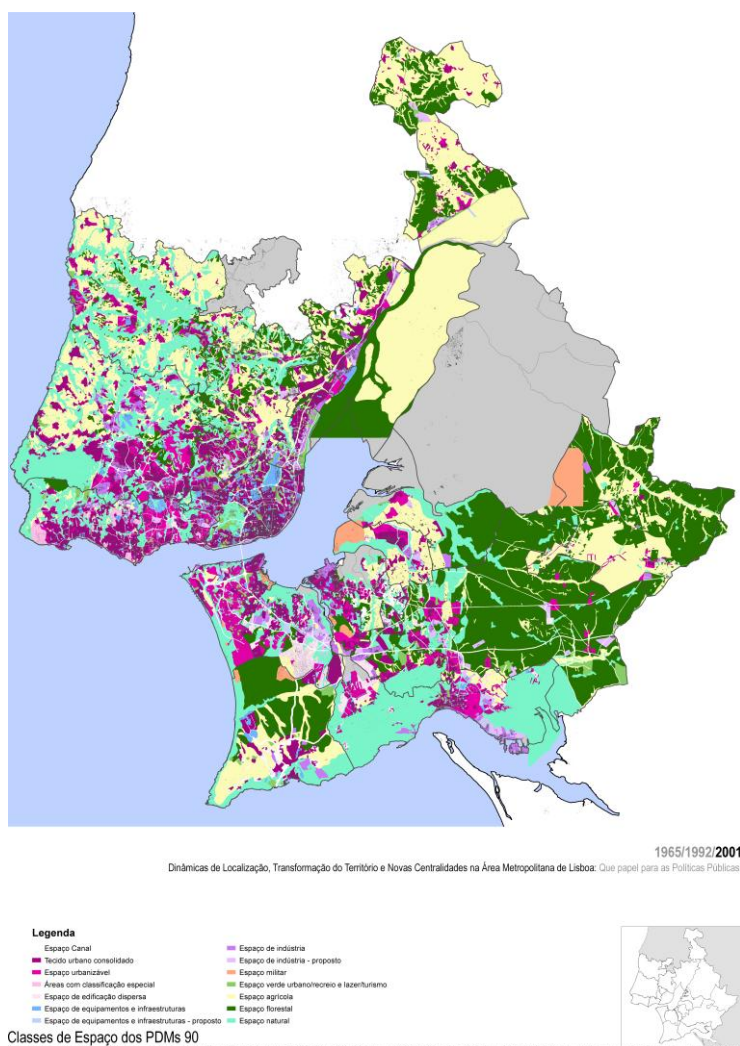 1965/1992/2001
Dinâmicas de Localização, Transformação do Território e Novas Centralidades na Área Metropolitana de Lisboa: Que papel para as Políticas Públicas
Legenda
Espaço Canal
Tecido urbano consolidado
Espaço urbanizável
Áreas com classificação especial
Espaço de edificação dispersa
Espaço de equipamentos e infraestruturas
Espaço de equipamentos e infraestruturas - proposto
Espaço de indústria
Espaço de indústria - proposto
Espaço militar
Espaço verde urbano/recreio e lazer/turismo
Espaço agrícola
Espaço florestal
Espaço natural
Classes de Espaço dos PDMs 90